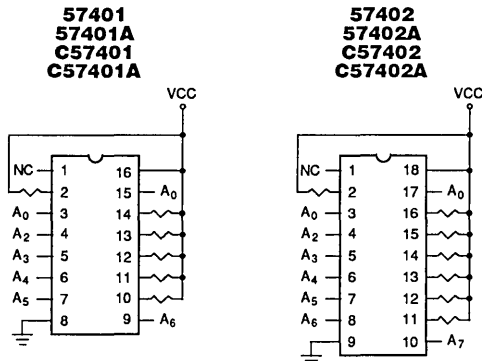 57401
57401A
C57401
C57401A
VCC
NC 1 16
2 15 A0
A0 3 14
A2 4 13
A3 5 12
A4 6 11
A5 7 10
8 9 A6
57402
57402A
C57402
C57402A
VCC
NC 1 18
2 17 A0
A0 3 16
A2 4 15
A3 5 14
A4 6 13
A5 7 12
A6 8 11
9 10 A7